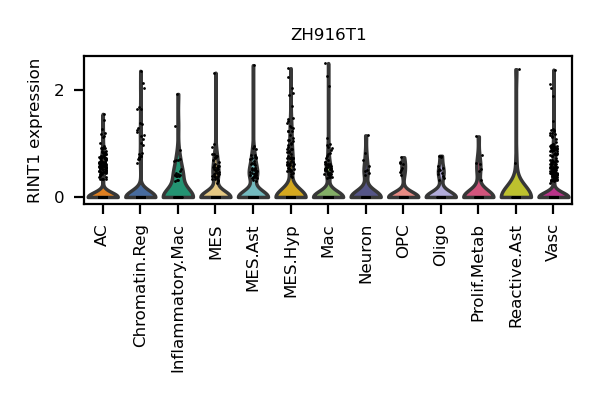 ZH916T1
RINT1 expression
2
0
AC
Chromatin.Reg
Inflammatory.Mac
MES
MES.Ast
MES.Hyp
Mac
Neuron
OPC
Oligo
Prolif.Metab
Reactive.Ast
Vasc